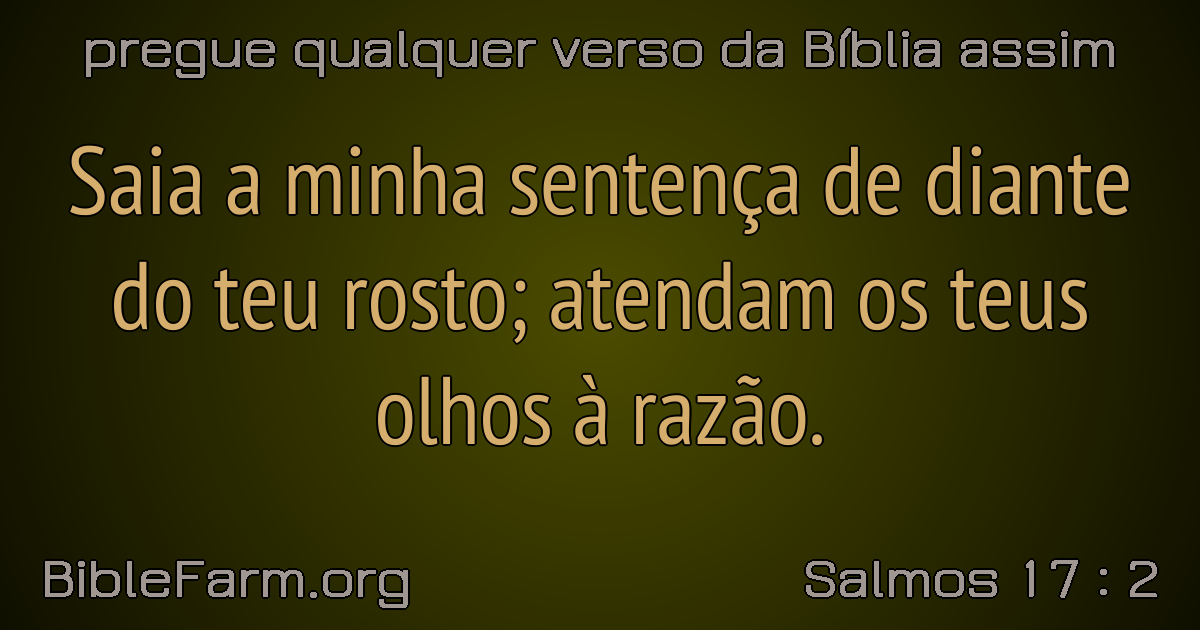 pregue qualquer verso da Bíblia assim
Saia a minha sentença de diante
do teu rosto; atendam os teus
olhos à razão.
BibleFarm.org
Salmos 17 : 2